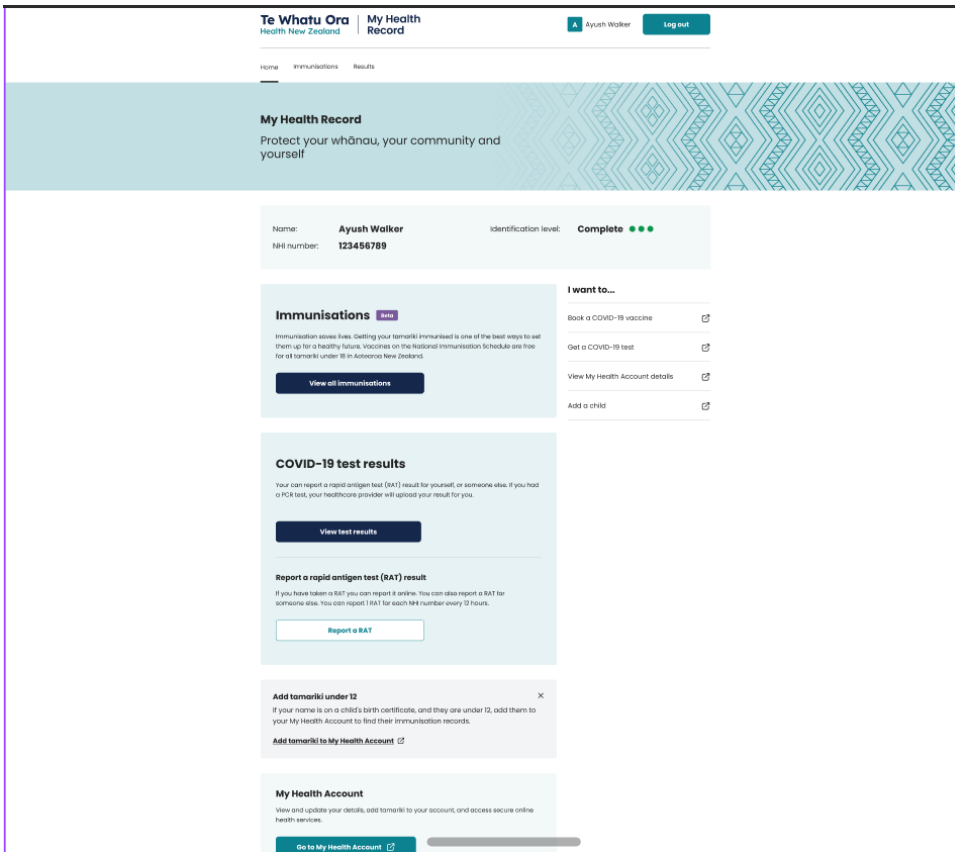 Te Whatu Ora
Health New Zealand
My Health
Record
A
Ayush Walker
Log out
Home
Immunisations
Results
My Health Record
Protect your whānau, your community and
yourself
Name:
Ayush Walker
Identification level:
Complete
NHI number:
123456789
Immunisations
Beta
Immunisation saves lives. Getting your tamariki immunised is one of the best ways to set
them up for a healthy future. Vaccines on the National Immunisation Schedule are free
for all tamariki under 18 in Aotearoa New Zealand.
View all immunisations
I want to...
Book a COVID-19 vaccine
Get a COVID-19 test
View My Health Account details
Add a child
COVID-19 test results
Your can report a rapid antigen test (RAT) result for yourself, or someone else. If you had
a PCR test, your healthcare provider will upload your result for you.
View test results
Report a rapid antigen test (RAT) result
If you have taken a RAT you can report it online. You can also report a RAT for
someone else. You can report 1 RAT for each NHI number every 12 hours.
Report a RAT
Add tamariki under 12
If your name is on a child's birth certificate, and they are under 12, add them to
your My Health Account to find their immunisation records.
Add tamariki to My Health Account
My Health Account
View and update your details, add tamariki to your account, and access secure online
health services.
Go to My Health Account